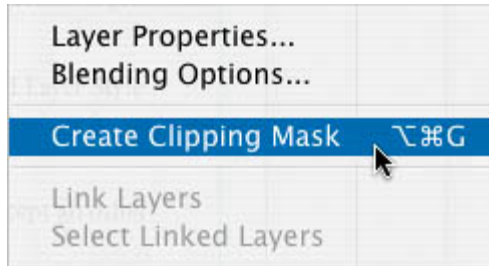 Layer Properties...
Blending Options...
Create Clipping Mask ⌥⌘G
Link Layers
Select Linked Layers